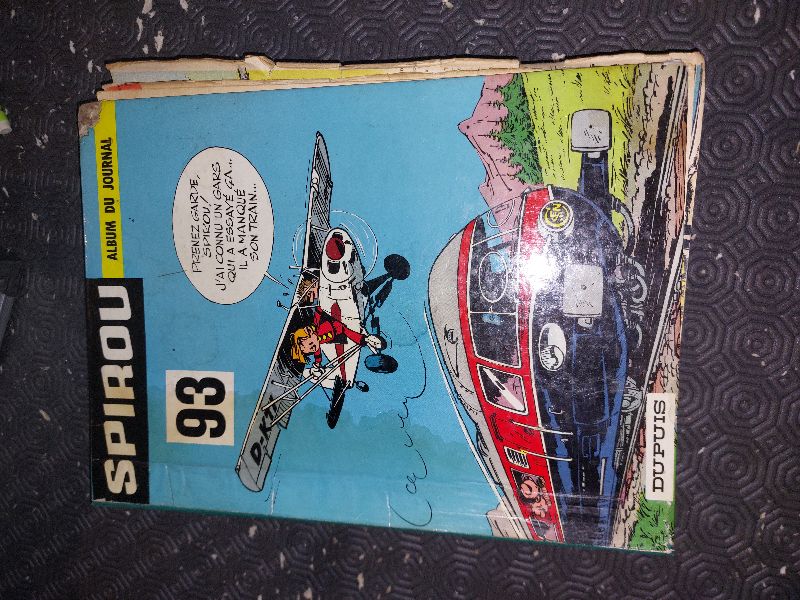 SPIROU
ALBUM DU JOURNAL
93
PRENEZ GARDE,
SPIROU!
J'AI CONNU UN GARS
QUI A ESSAYÉ ÇA...
IL A MANQUÉ
SON TRAIN...
DUPUIS